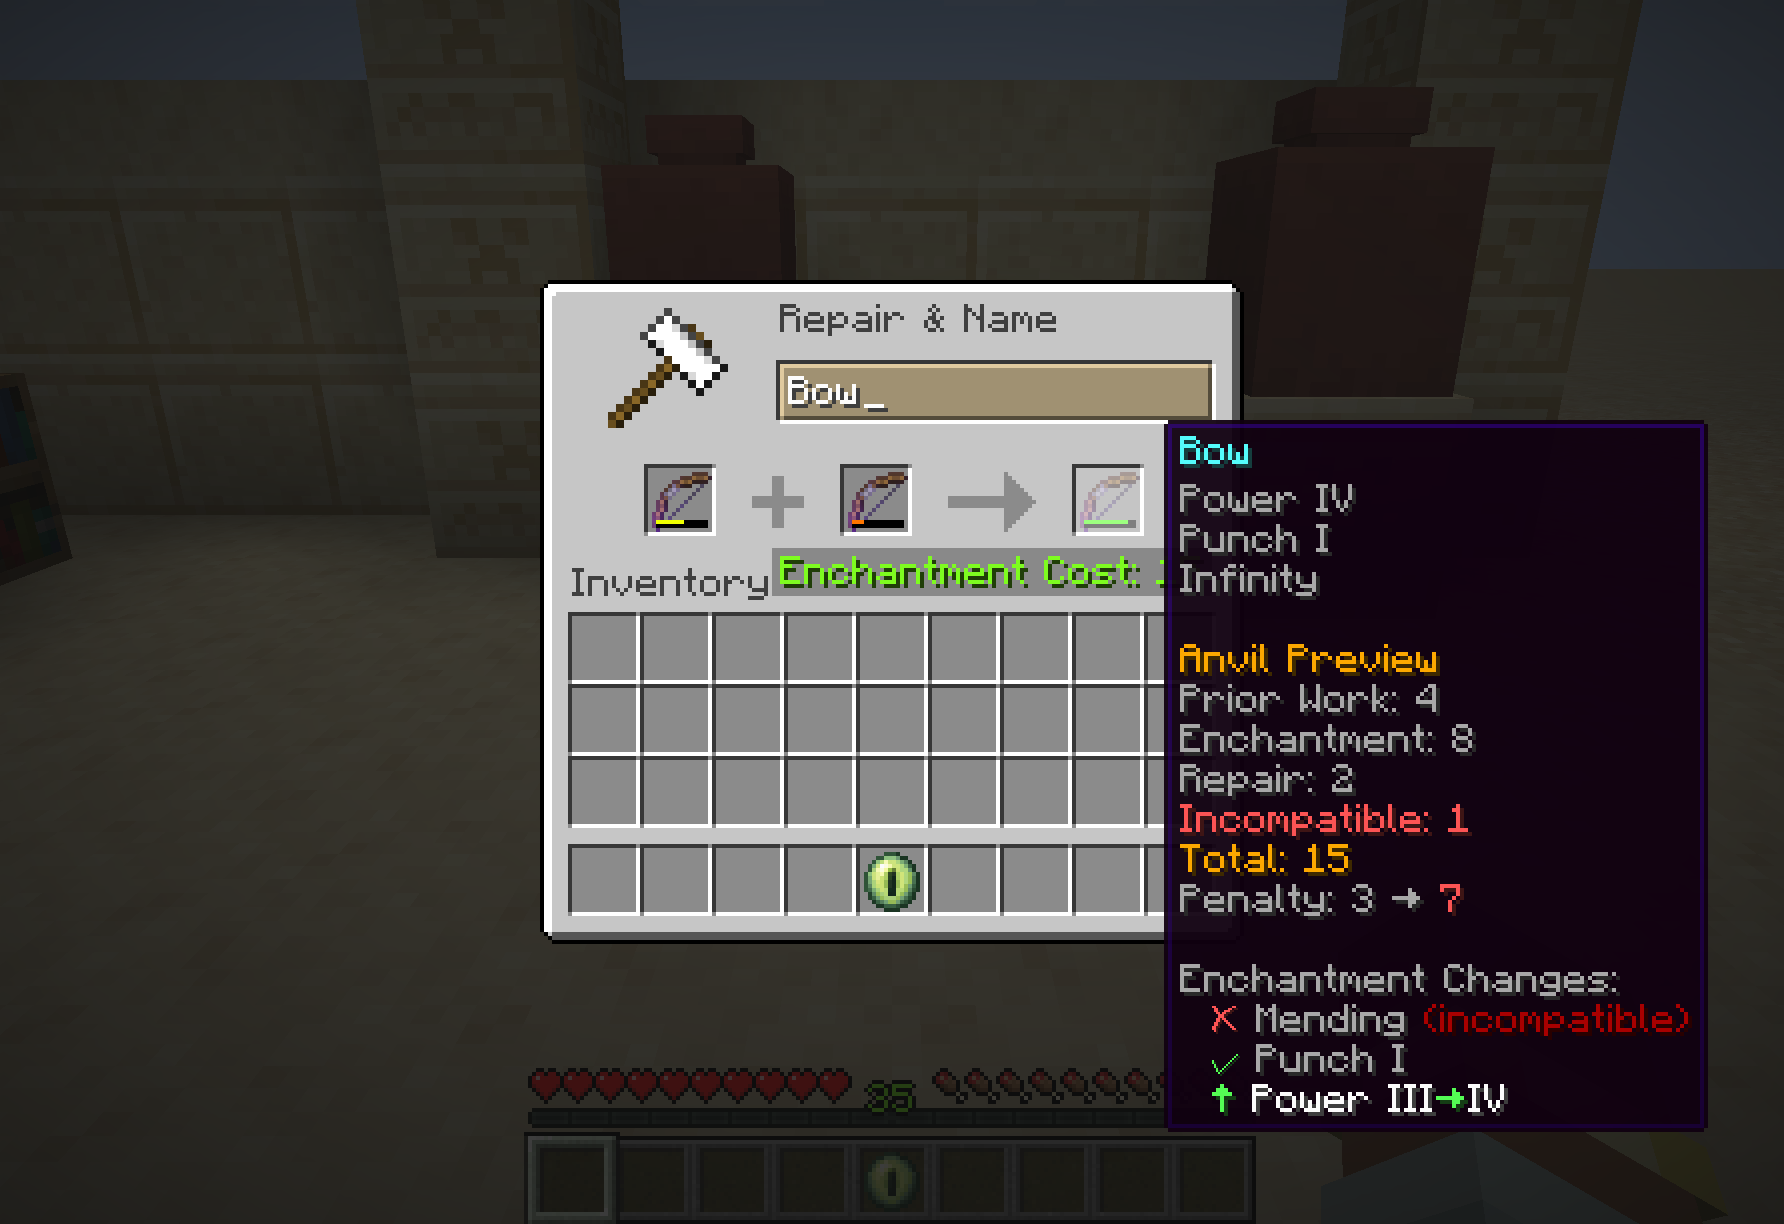 Repair & Name
Bow_
Enchantment Cost:
Inventory
Bow
Power IV
Punch I
Infinity
Anvil Preview
Prior Work: 4
Enchantment: 8
Repair: 2
Incompatible: 1
Total: 15
Penalty: 3 → 7
Enchantment Changes:
✗ Mending (incompatible)
✓ Punch I
↑ Power III→IV
35